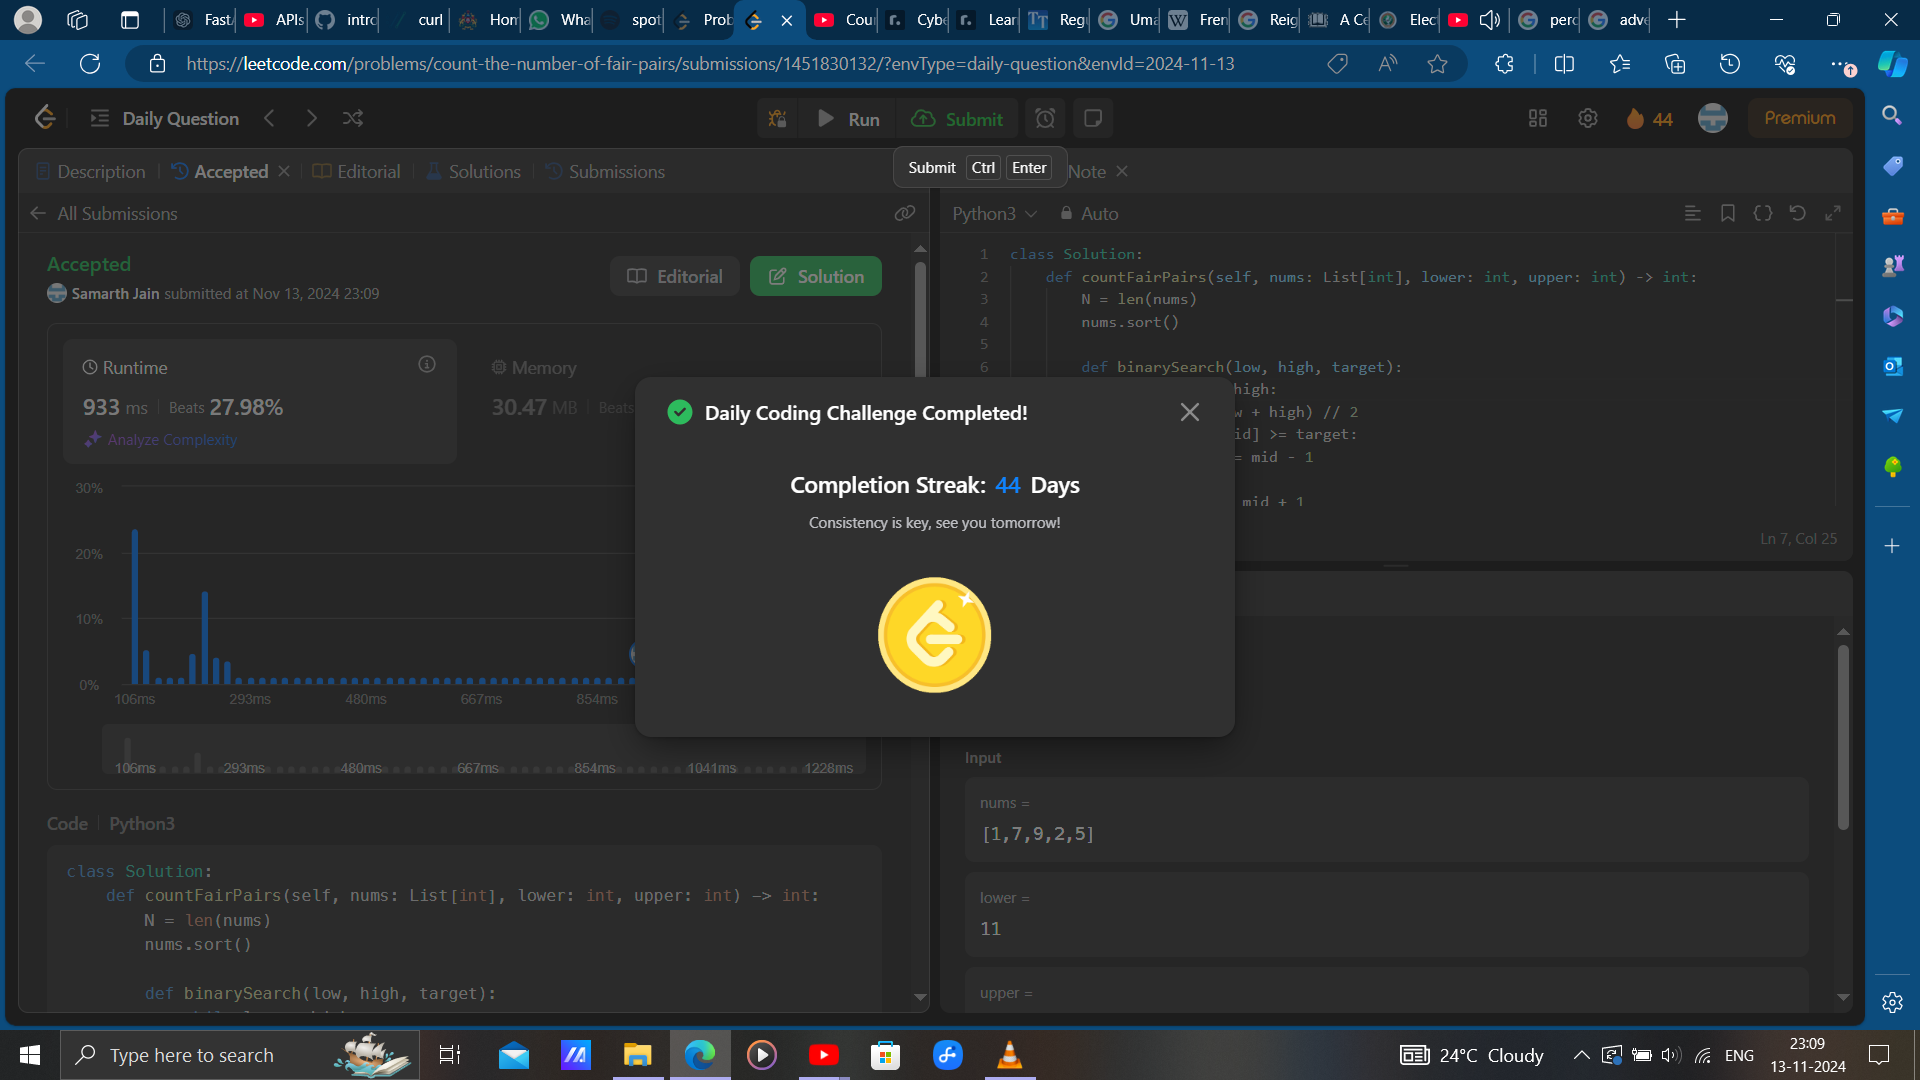 Fast
APIs
intro
curl
Hom
Wha
spot
Prob
Cou
Cybe
Lear
Regu
Uma
Fren
Reig
A Ce
Elec
perc
adve
https://leetcode.com/problems/count-the-number-of-fair-pairs/submissions/1451830132/?envType=daily-question&envId=2024-11-13
Daily Question
Run
Submit
44
Premium
Submit Ctrl Enter
Description
Accepted
Editorial
Solutions
Submissions
Note
All Submissions
Python3
Auto
Accepted
Samarth Jain submitted at Nov 13, 2024 23:09
Editorial
Solution
Runtime
933 ms
Beats 27.98%
Analyze Complexity
Memory
30.47 MB
Beats
30%
20%
10%
0%
106ms 293ms 480ms 667ms 854ms
106ms 293ms 480ms 667ms 854ms 1041ms 1228ms
Code
Python3
class Solution:
def countFairPairs(self, nums: List[int], lower: int, upper: int) -> int:
N = len(nums)
nums.sort()
def binarySearch(low, high, target):
1 class Solution:
2 def countFairPairs(self, nums: List[int], lower: int, upper: int) -> int:
3 N = len(nums)
4 nums.sort()
5
6 def binarySearch(low, high, target):
high:
w + high) // 2
id] >= target:
= mid - 1
mid + 1
Ln 7, Col 25
Daily Coding Challenge Completed!
Completion Streak: 44 Days
Consistency is key, see you tomorrow!
Input
nums =
[1,7,9,2,5]
lower =
11
upper =
Type here to search
24°C Cloudy
ENG
23:09
13-11-2024